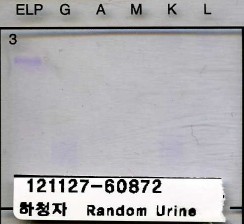 ELP G A M K L
3
121127-60872
하청자 Random Urine